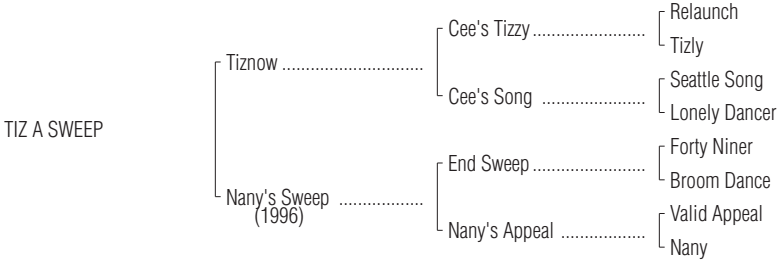 Relaunch
Cee's Tizzy ........................
Tizly
Tiznow .............................
Seattle Song
Cee's Song ......................
Lonely Dancer
TIZ A SWEEP
Forty Niner
End Sweep ........................
Broom Dance
Nany's Sweep ..................
(1996)
Valid Appeal
Nany's Appeal ..................
Nany